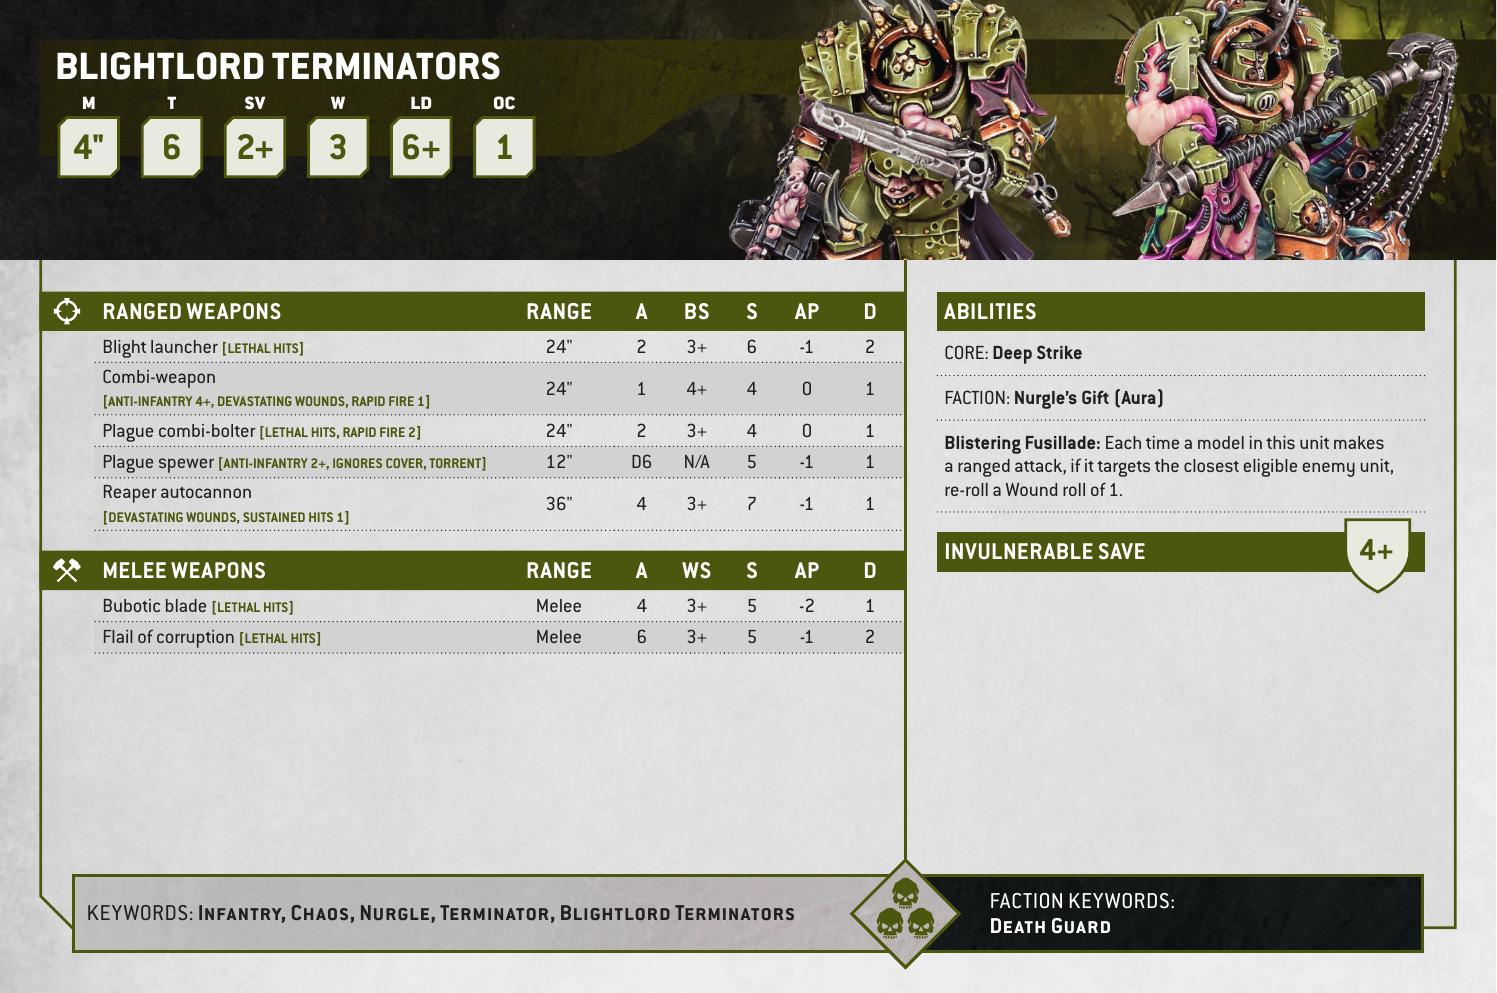 BLIGHTLORD TERMINATORS
M T SV W LD OC
4" 6 2+ 3 6+ 1
RANGED WEAPONS RANGE A BS S AP D
Blight launcher [LETHAL HITS] 24" 2 3+ 6 -1 2
Combi-weapon
[ANTI-INFANTRY 4+, DEVASTATING WOUNDS, RAPID FIRE 1] 24" 1 4+ 4 0 1
Plague combi-bolter [LETHAL HITS, RAPID FIRE 2] 24" 2 3+ 4 0 1
Plague spewer [ANTI-INFANTRY 2+, IGNORES COVER, TORRENT] 12" D6 N/A 5 -1 1
Reaper autocannon
[DEVASTATING WOUNDS, SUSTAINED HITS 1] 36" 4 3+ 7 -1 1
MELEE WEAPONS RANGE A WS S AP D
Bubotic blade [LETHAL HITS] Melee 4 3+ 5 -2 1
Flail of corruption [LETHAL HITS] Melee 6 3+ 5 -1 2
ABILITIES
CORE: Deep Strike
FACTION: Nurgle's Gift (Aura)
Blistering Fusillade: Each time a model in this unit makes
a ranged attack, if it targets the closest eligible enemy unit,
re-roll a Wound roll of 1.
INVULNERABLE SAVE 4+
KEYWORDS: INFANTRY, CHAOS, NURGLE, TERMINATOR, BLIGHTLORD TERMINATORS
FACTION KEYWORDS:
DEATH GUARD